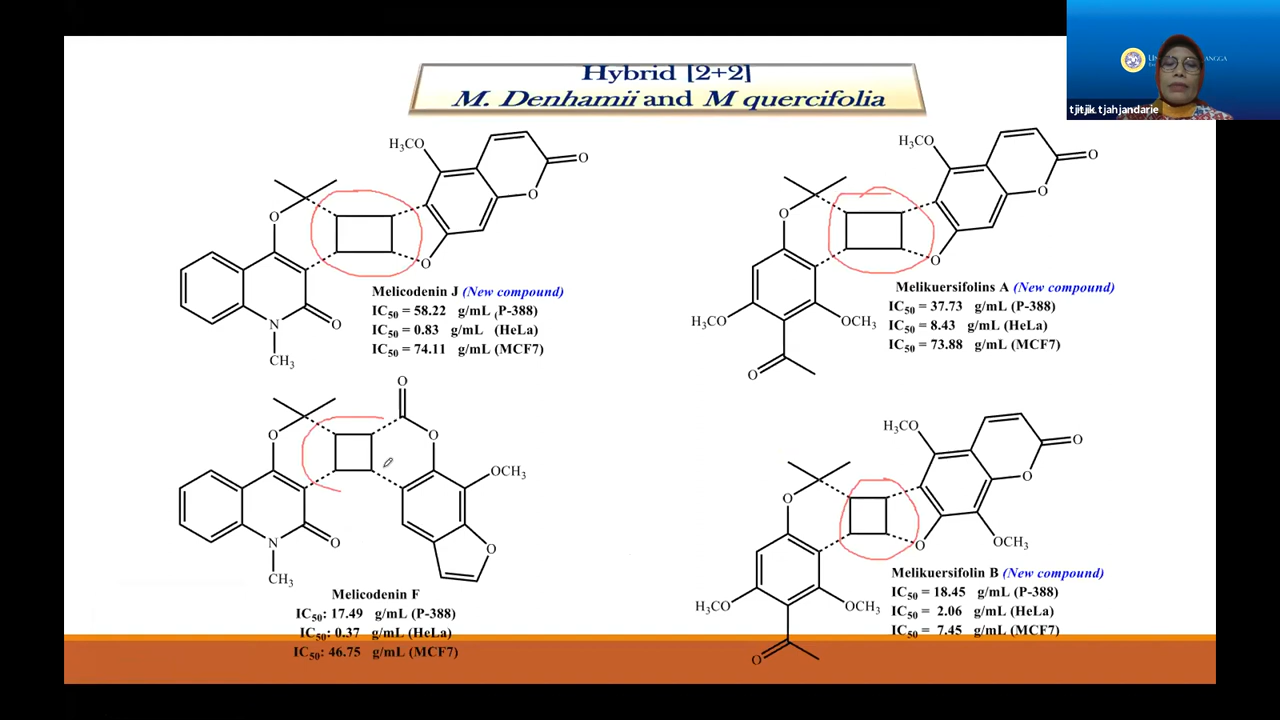 Hybrid [2+2]
M. Denhamii and M quercifolia
tjitjik tjahjandarie
H₃CO
O
O
O
O
N
O
CH₃
Melicodenin J (New compound)
IC₅₀ = 58.22 g/mL (P-388)
IC₅₀ = 0.83 g/mL (HeLa)
IC₅₀ = 74.11 g/mL (MCF7)
H₃CO
O
O
O
O
H₃CO
OCH₃
O
Melikuersifolins A (New compound)
IC₅₀ = 37.73 g/mL (P-388)
IC₅₀ = 8.43 g/mL (HeLa)
IC₅₀ = 73.88 g/mL (MCF7)
O
O
O
OCH₃
N
O
O
CH₃
Melicodenin F
IC₅₀: 17.49 g/mL (P-388)
IC₅₀: 0.37 g/mL (HeLa)
IC₅₀: 46.75 g/mL (MCF7)
H₃CO
O
O
O
O
OCH₃
H₃CO
OCH₃
O
Melikuersifolin B (New compound)
IC₅₀ = 18.45 g/mL (P-388)
IC₅₀ = 2.06 g/mL (HeLa)
IC₅₀ = 7.45 g/mL (MCF7)